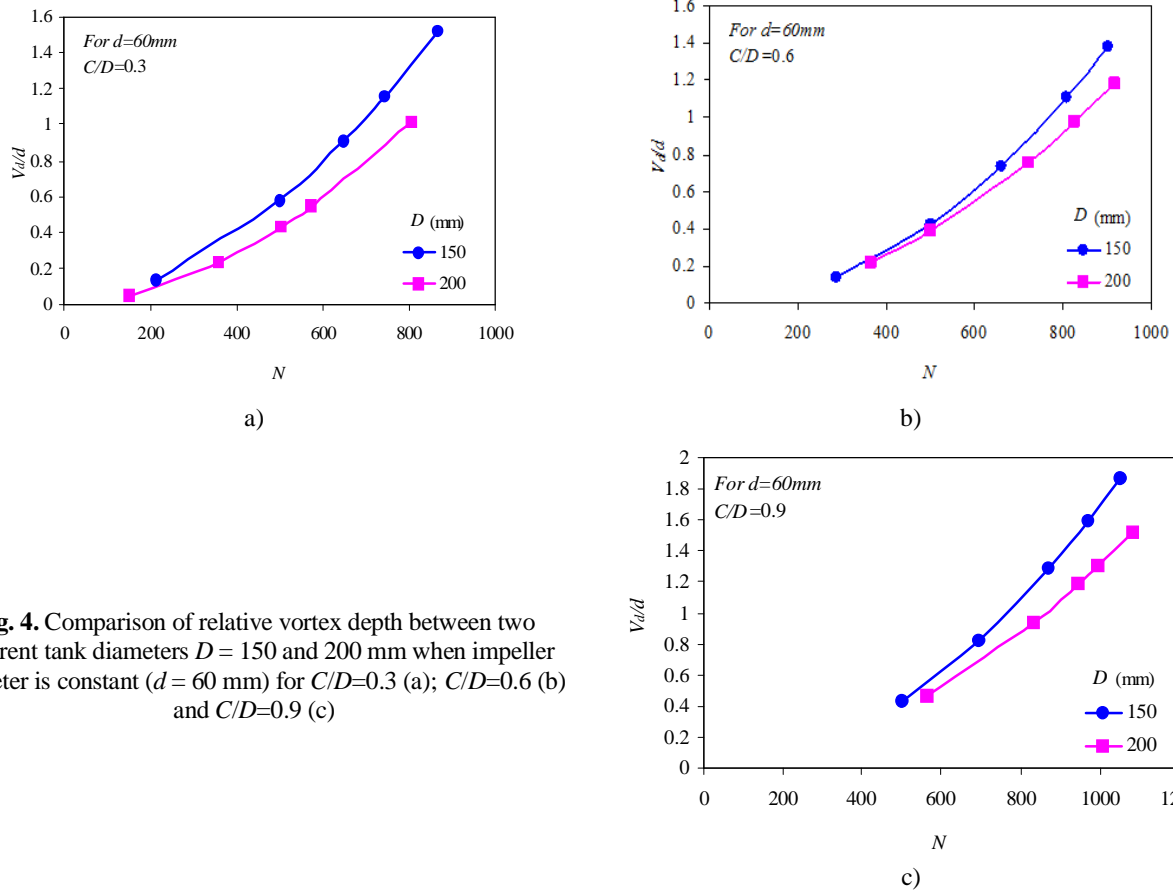 1.6
1.4
1.2
1
0.8
0.6
0.4
0.2
0
For d=60mm
C/D=0.3
V_d/d
D (mm)
150
200
0 200 400 600 800 1000
N
a)
1.6
1.4
1.2
1
0.8
0.6
0.4
0.2
0
For d=60mm
C/D=0.6
V_d/d
D (mm)
150
200
0 200 400 600 800 1000
N
b)
2
1.8
1.6
1.4
1.2
1
0.8
0.6
0.4
0.2
0
For d=60mm
C/D=0.9
V_d/d
D (mm)
150
200
0 200 400 600 800 1000
N
c)
g. 4. Comparison of relative vortex depth between two
rent tank diameters D = 150 and 200 mm when impeller
eter is constant (d = 60 mm) for C/D=0.3 (a); C/D=0.6 (b)
and C/D=0.9 (c)